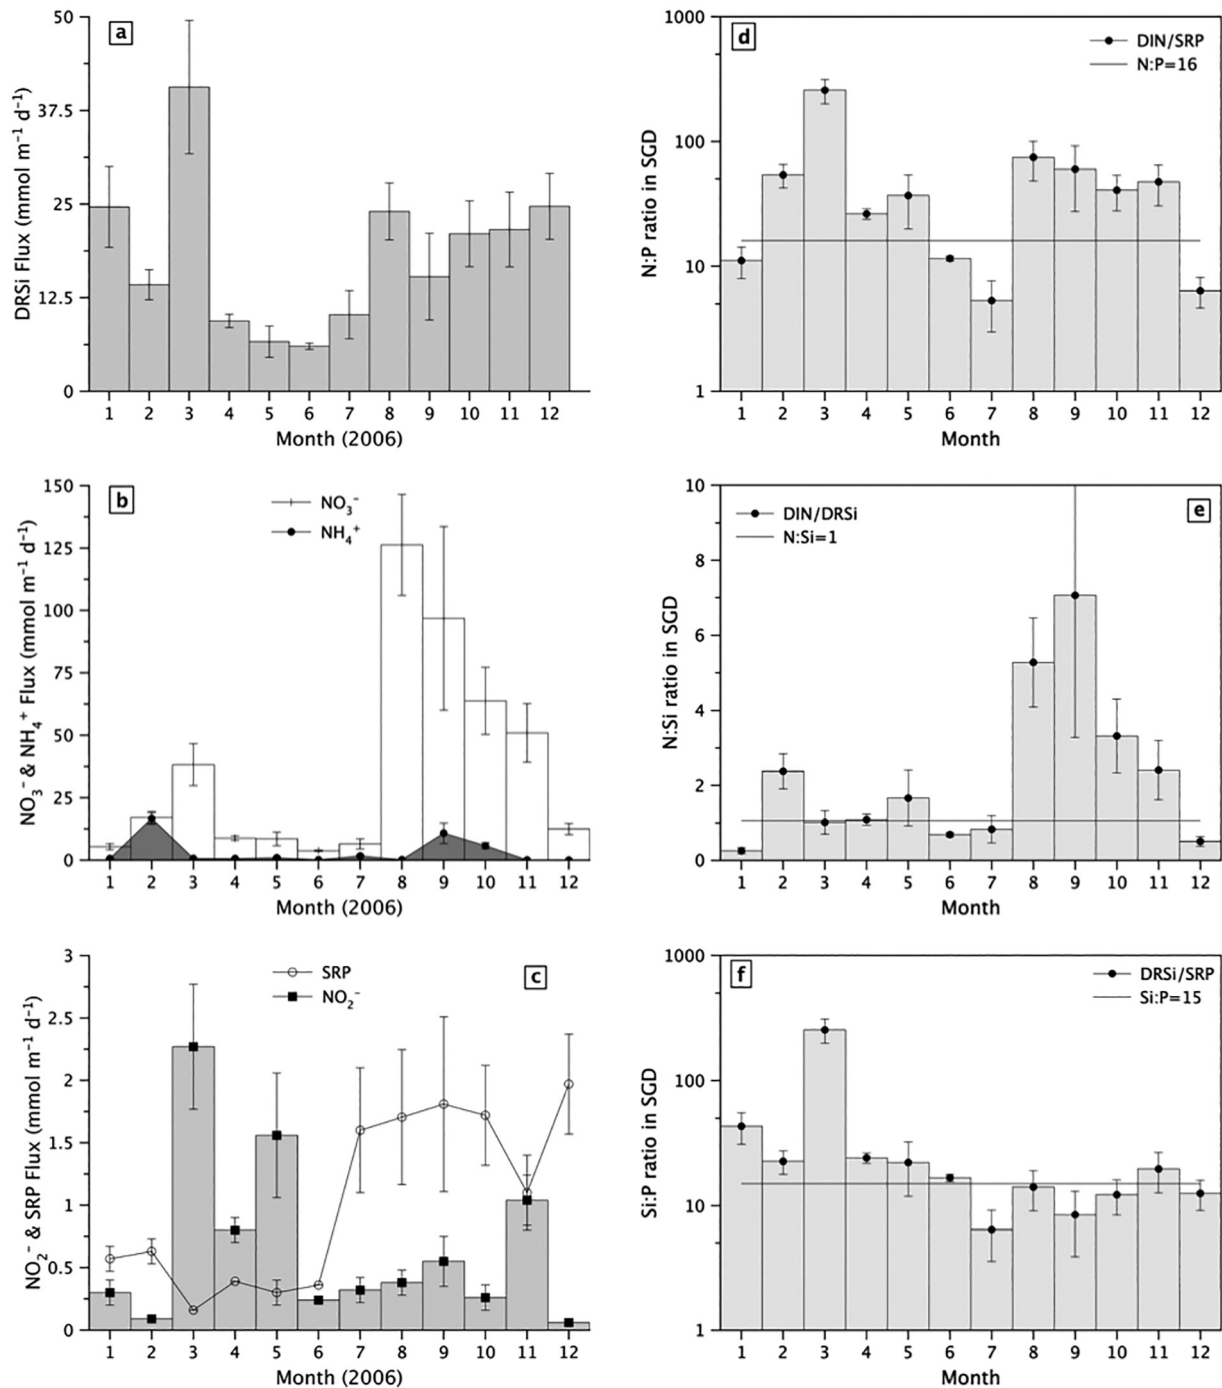 a
DRSi Flux (mmol m⁻¹ d⁻¹)
50
37.5
25
12.5
0
1 2 3 4 5 6 7 8 9 10 11 12
Month (2006)
d
DIN/SRP
N:P=16
N:P ratio in SGD
1000
100
10
1
1 2 3 4 5 6 7 8 9 10 11 12
Month
b
NO₃⁻
NH₄⁺
NO₃⁻ & NH₄⁺ Flux (mmol m⁻¹ d⁻¹)
150
125
100
75
50
25
0
1 2 3 4 5 6 7 8 9 10 11 12
Month (2006)
e
DIN/DRSi
N:Si=1
N:Si ratio in SGD
10
8
6
4
2
0
1 2 3 4 5 6 7 8 9 10 11 12
Month
c
SRP
NO₂⁻
NO₂⁻ & SRP Flux (mmol m⁻¹ d⁻¹)
3
2.5
2
1.5
1
0.5
0
1 2 3 4 5 6 7 8 9 10 11 12
Month (2006)
f
DRSi/SRP
Si:P=15
Si:P ratio in SGD
1000
100
10
1
1 2 3 4 5 6 7 8 9 10 11 12
Month